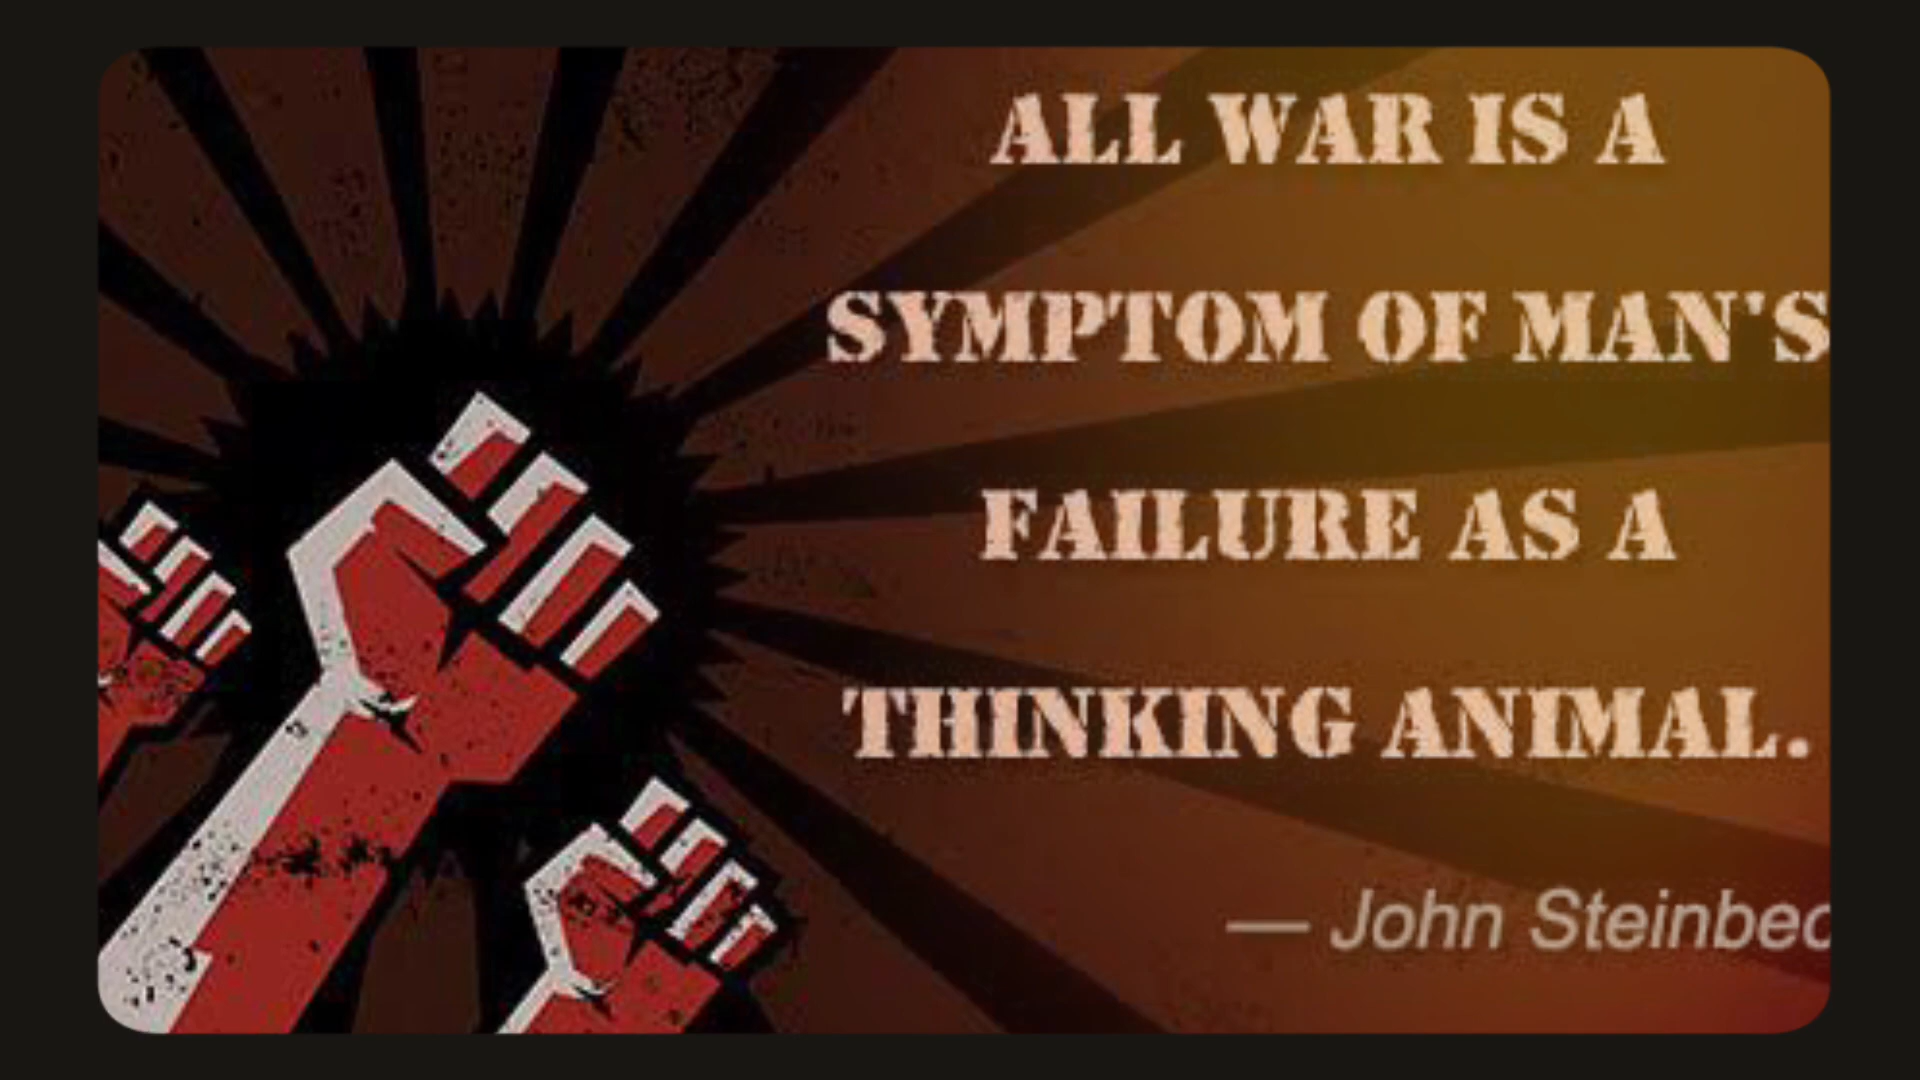 ALL WAR IS A
SYMPTOM OF MAN'S
FAILURE AS A
THINKING ANIMAL.
— John Steinbec